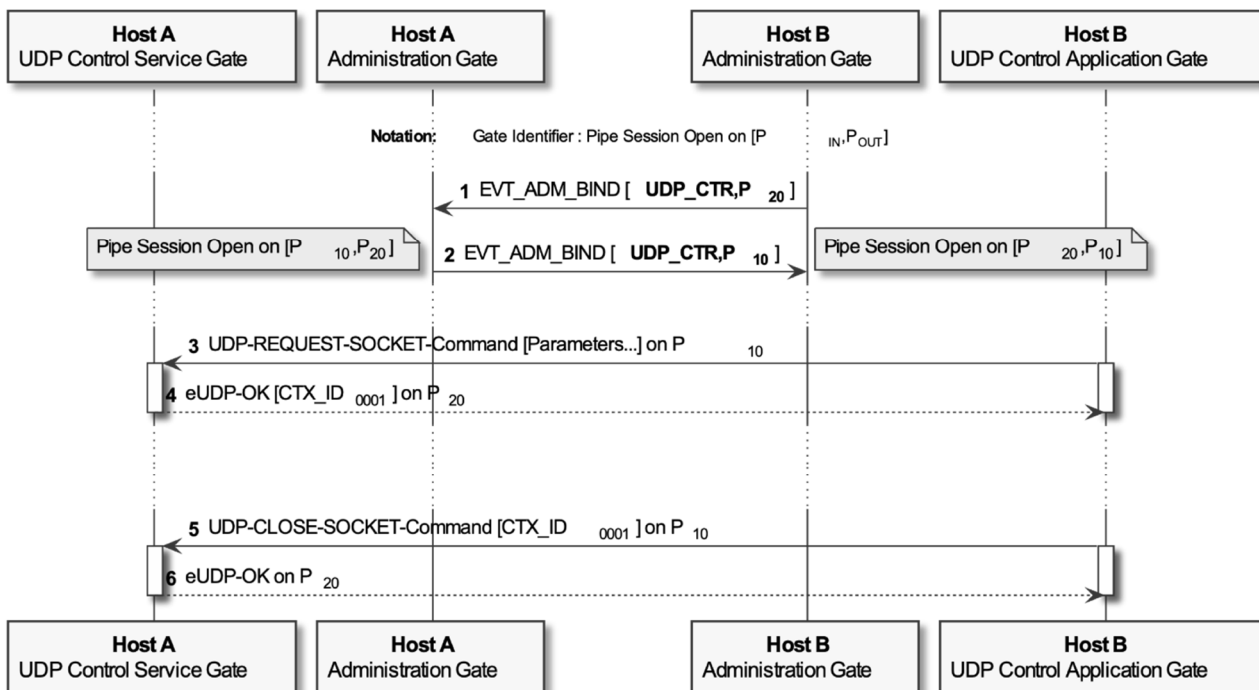 Host A
UDP Control Service Gate
Host A
Administration Gate
Host B
Administration Gate
Host B
UDP Control Application Gate
Notation: Gate Identifier : Pipe Session Open on [P IN,POUT]
1 EVT_ADM_BIND [ UDP_CTR,P 20 ]
Pipe Session Open on [P 10 ,P20 ]
2 EVT_ADM_BIND [ UDP_CTR,P 10 ]
Pipe Session Open on [P 20 ,P10 ]
3 UDP-REQUEST-SOCKET-Command [Parameters...] on P 10
4 eUDP-OK [CTX_ID 0001 ] on P 20
5 UDP-CLOSE-SOCKET-Command [CTX_ID 0001 ] on P 10
6 eUDP-OK on P 20
Host A
UDP Control Service Gate
Host A
Administration Gate
Host B
Administration Gate
Host B
UDP Control Application Gate